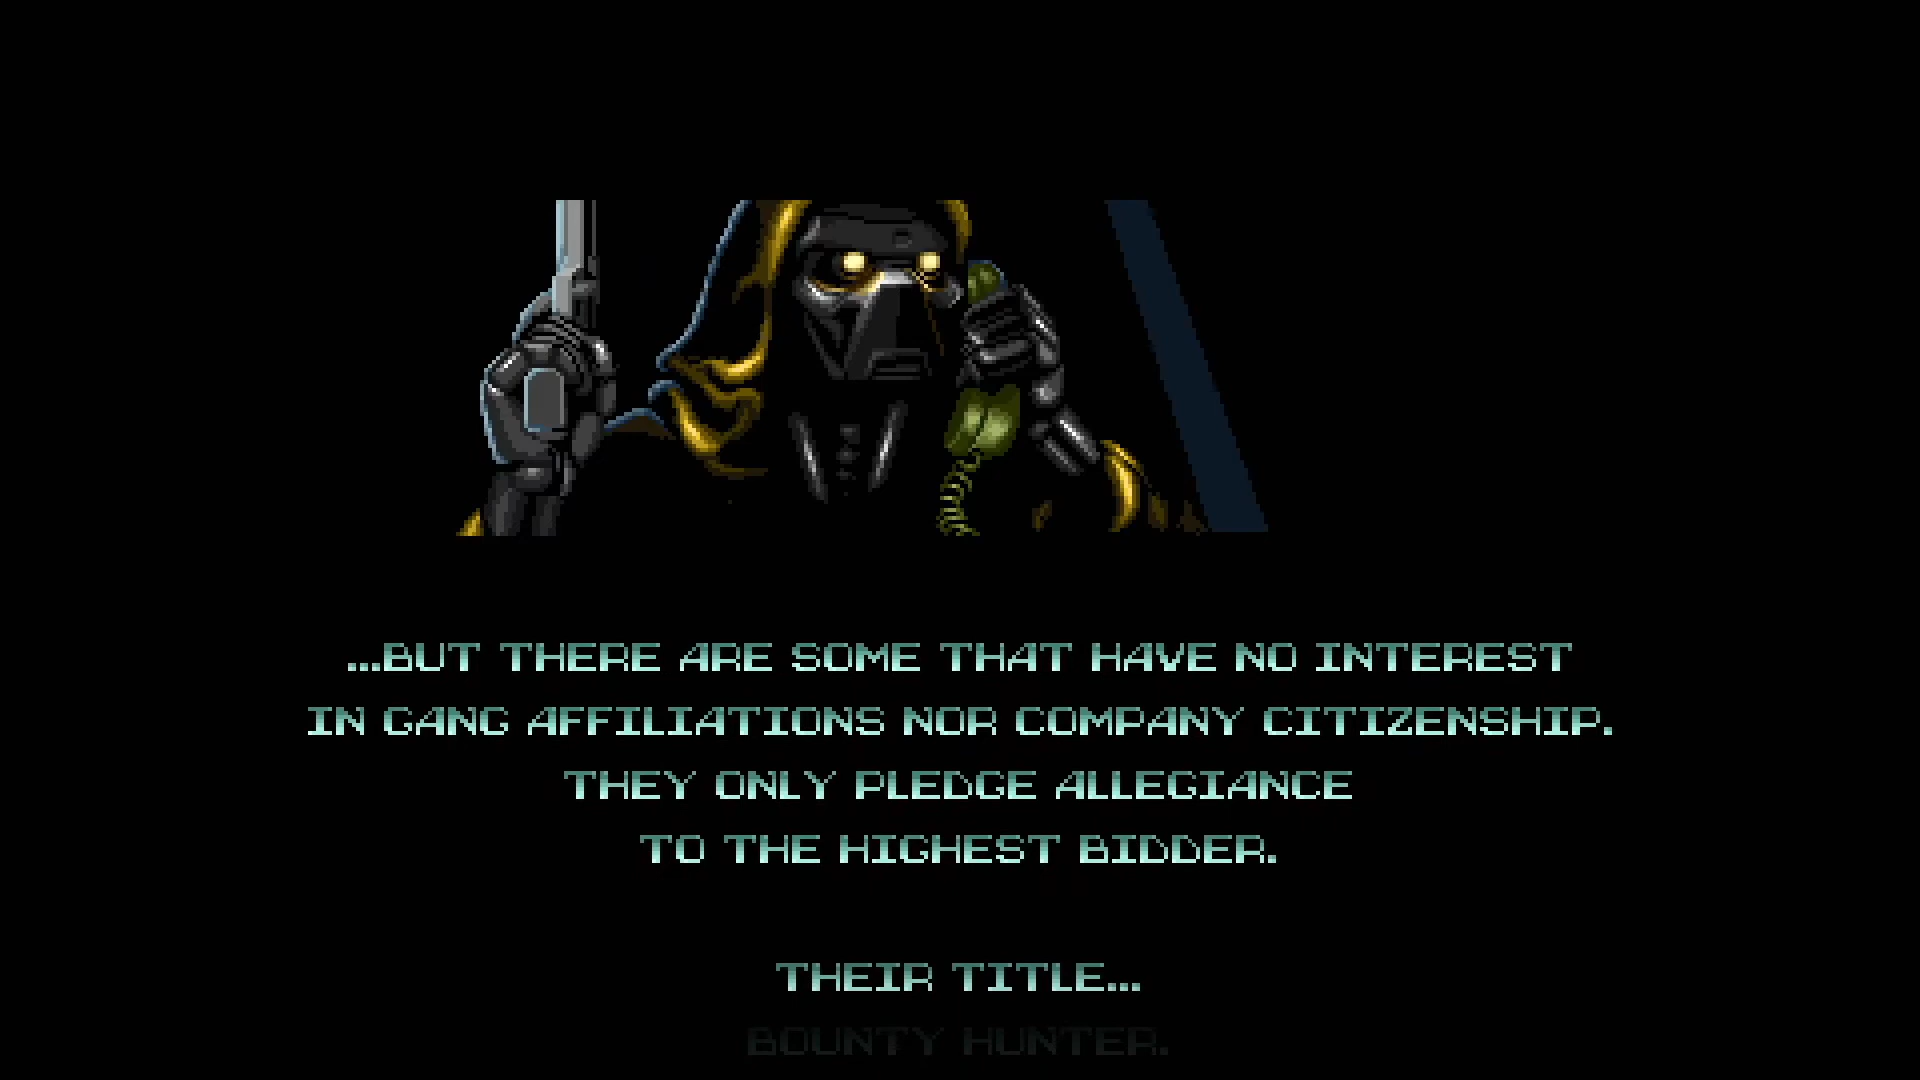 ...BUT THERE ARE SOME THAT HAVE NO INTEREST
IN GANG AFFILIATIONS NOR COMPANY CITIZENSHIP.
THEY ONLY PLEDGE ALLEGIANCE
TO THE HIGHEST BIDDER.
THEIR TITLE...
BOUNTY HUNTER.